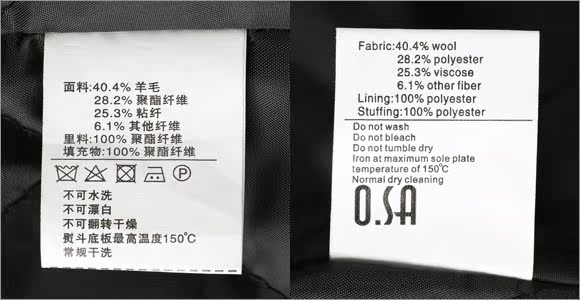 面料:40.4% 羊毛
28.2% 聚酯纤维
25.3% 粘纤
6.1% 其他纤维
里料:100% 聚酯纤维
填充物:100% 聚酯纤维
P
不可水洗
不可漂白
不可翻转干燥
熨斗底板最高温度150℃
常规干洗
Fabric:40.4% wool
28.2% polyester
25.3% viscose
6.1% other fiber
Lining:100% polyester
Stuffing:100% polyester
Do not wash
Do not bleach
Do not tumble dry
Iron at maximum sole plate
temperature of 150℃
Normal dry cleaning
O.SA